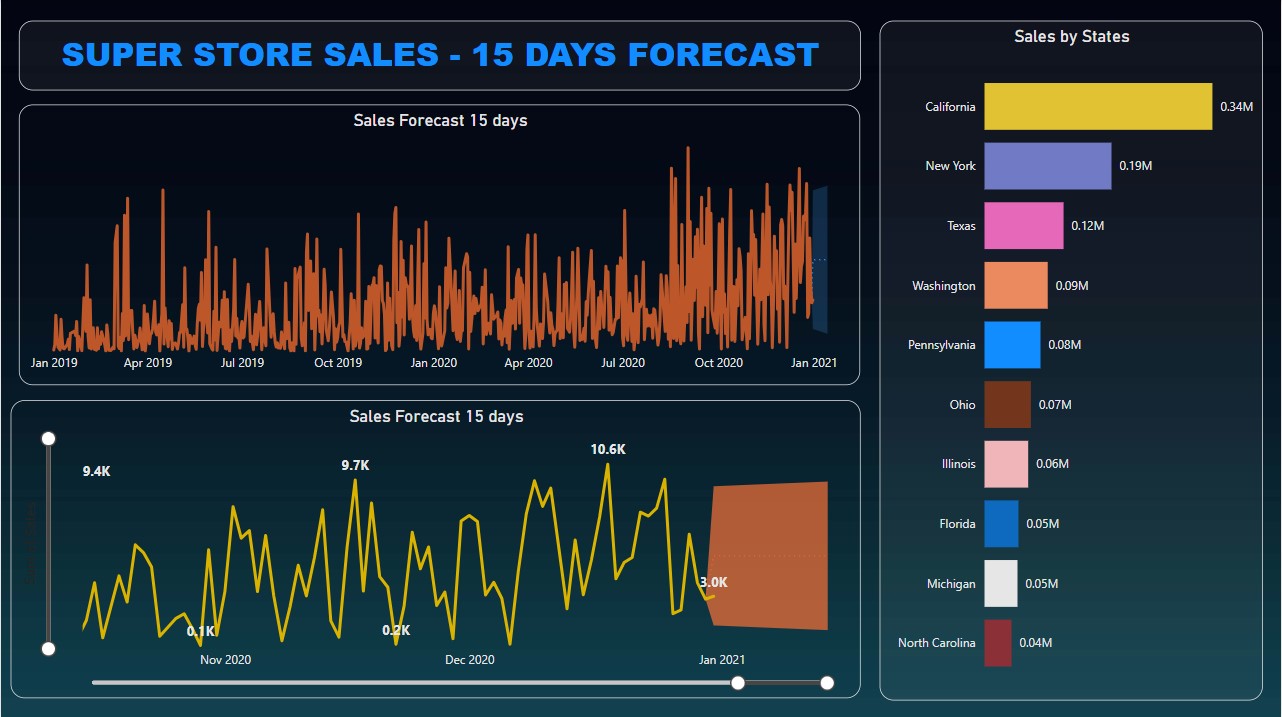 SUPER STORE SALES - 15 DAYS FORECAST
Sales Forecast 15 days
Jan 2019 Apr 2019 Jul 2019 Oct 2019 Jan 2020 Apr 2020 Jul 2020 Oct 2020 Jan 2021
Sales Forecast 15 days
9.4K
9.7K
10.6K
3.0K
0.1K
0.2K
Nov 2020 Dec 2020 Jan 2021
Sales by States
California 0.34M
New York 0.19M
Texas 0.12M
Washington 0.09M
Pennsylvania 0.08M
Ohio 0.07M
Illinois 0.06M
Florida 0.05M
Michigan 0.05M
North Carolina 0.04M